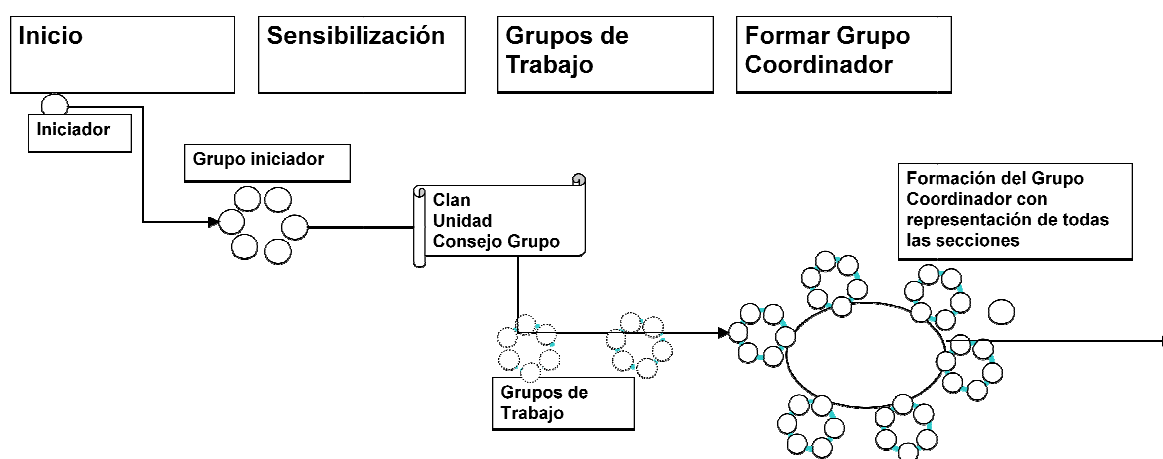 Inicio
Sensibilización
Grupos de
Trabajo
Formar Grupo
Coordinador
Iniciador
Grupo iniciador
Clan
Unidad
Consejo Grupo
Formación del Grupo
Coordinador con
representación de todas
las secciones
Grupos de
Trabajo